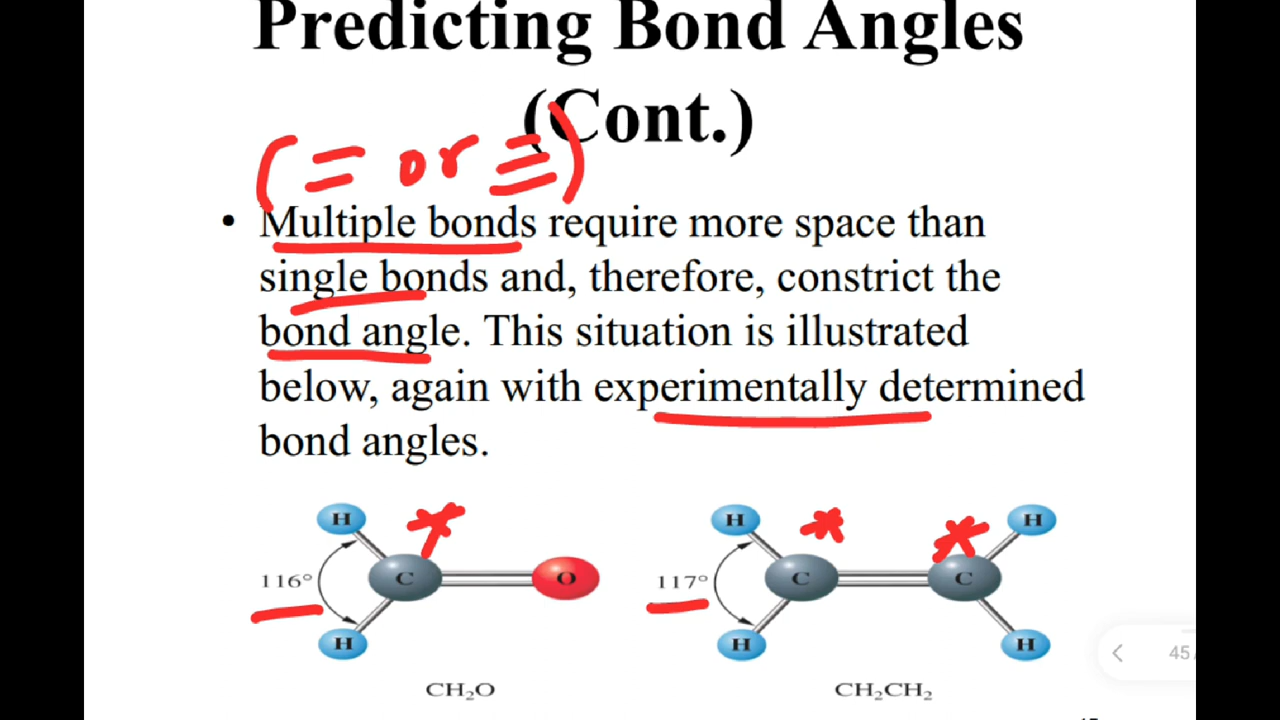 Predicting Bond Angles
(Cont.)
(= or ≡)
• Multiple bonds require more space than
single bonds and, therefore, constrict the
bond angle. This situation is illustrated
below, again with experimentally determined
bond angles.
H H H
116° C O 117° C C
H H H
CH₂O CH₂CH₂
45/